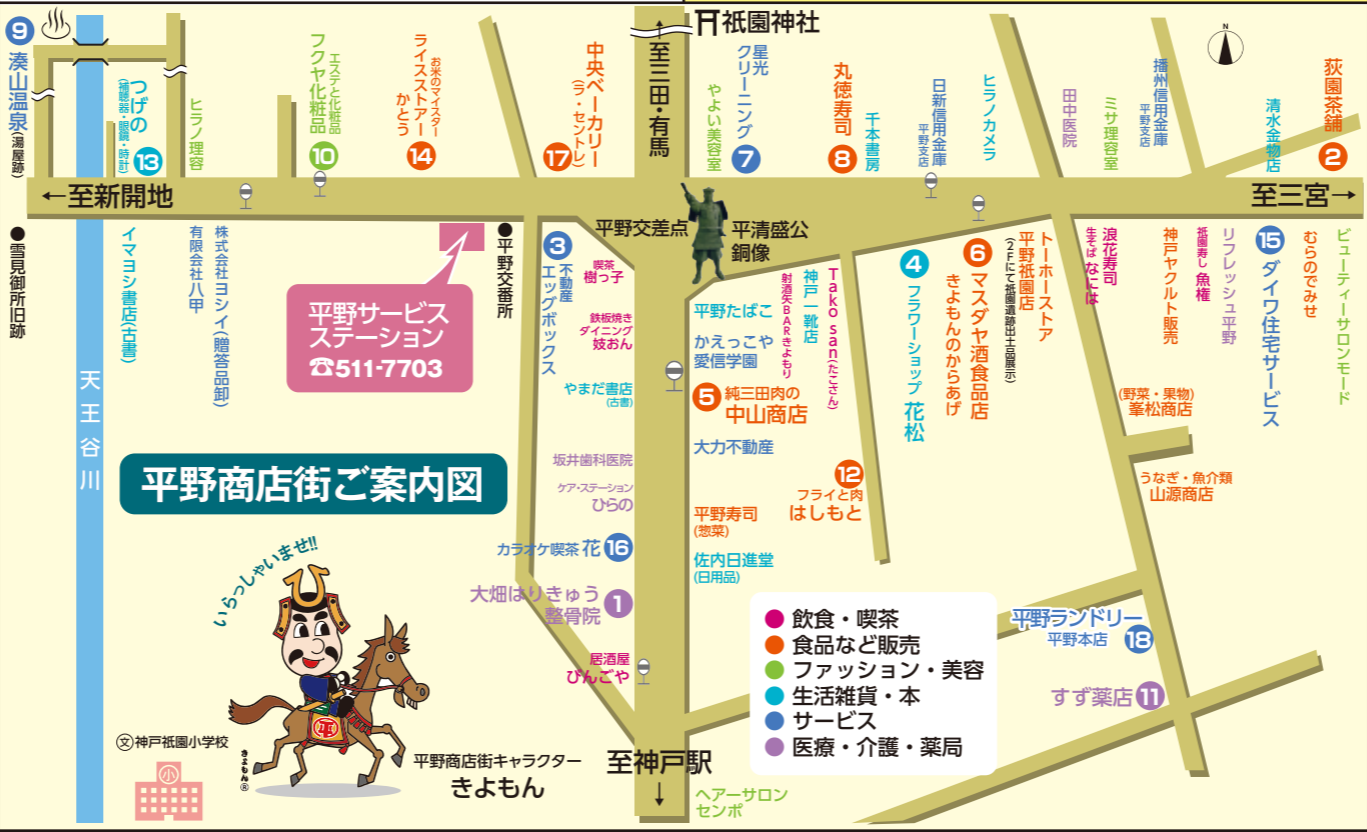 ⛩祇園神社
N
↑至三田・有馬
9
湊山温泉(湯屋跡)
つげの
(補聴器・眼鏡・時計)
13
ヒラノ理容
エステと化粧品
フクヤ化粧品
10
お米のマイスター
ライスストアー
かとう
14
中央ベーカリー
(ラ・セントレ)
17
やよい美容室
星光
クリーニング
7
丸徳寿司
8
千本書房
日新信用金庫
平野支店
ヒラノカメラ
田中医院
ミサ理容室
播州信用金庫
平野支店
清水金物店
荻園茶舗
2
←至新開地
至三宮→
平野交差点
平清盛公
銅像
●雪見御所旧跡
天王谷川
イマヨシ書店(古書)
有限会社八甲
株式会社ヨシイ(贈答品卸)
平野サービス
ステーション
☎511-7703
●平野交番所
3
不動産
エッグボックス
喫茶
樹っ子
鉄板焼き
ダイニング
妓おん
やまだ書店
(古書)
坂井歯科医院
ケア・ステーション
ひらの
カラオケ喫茶 花 16
大畑はりきゅう
整骨院
1
居酒屋
びんごや
平野たばこ
かえっこや
愛信学園
5
純三田肉の
中山商店
大力不動産
平野寿司
(惣菜)
佐内日進堂
(日用品)
射酒矢BARきよもり
神戸一靴店
Tako san(たこさん)
12
フライと肉
はしもと
4
フラワーショップ 花松
6
マスダヤ酒食品店
きよもんのからあげ
トーホーストア
平野祇園店
(2Fにて祇園遺跡出土品展示)
浪花寿司
生そば なにわ
神戸ヤクルト販売
祇園寿し 魚権
リフレッシュ平野
15
ダイワ住宅サービス
むらのでみせ
ビューティーサロンモード
(野菜・果物)
峯松商店
うなぎ・魚介類
山源商店
平野ランドリー
平野本店
18
すず薬店 11
平野商店街ご案内図
いらっしゃいませ!!
平
きよもん®
平野商店街キャラクター
きよもん
文神戸祇園小学校
小
至神戸駅
↓
ヘアーサロン
センポ
●飲食・喫茶
●食品など販売
●ファッション・美容
●生活雑貨・本
●サービス
●医療・介護・薬局